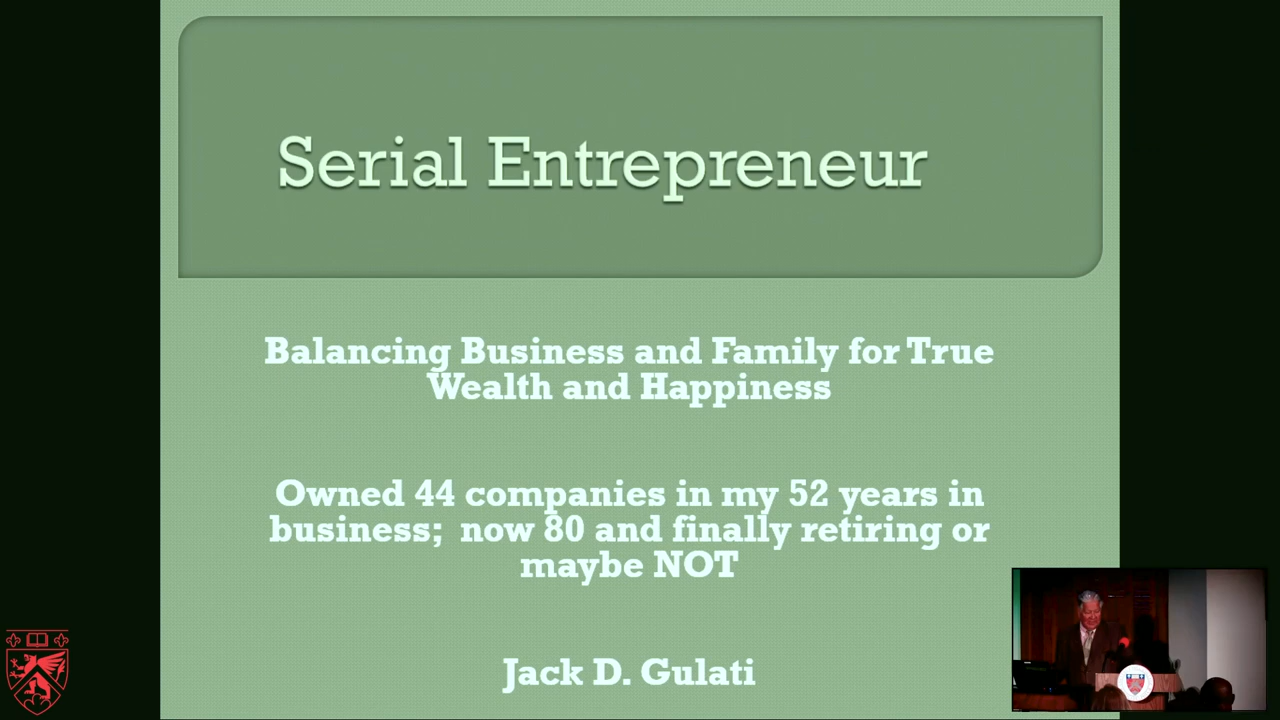 Serial Entrepreneur
Balancing Business and Family for True
Wealth and Happiness
Owned 44 companies in my 52 years in
business; now 80 and finally retiring or
maybe NOT
Jack D. Gulati